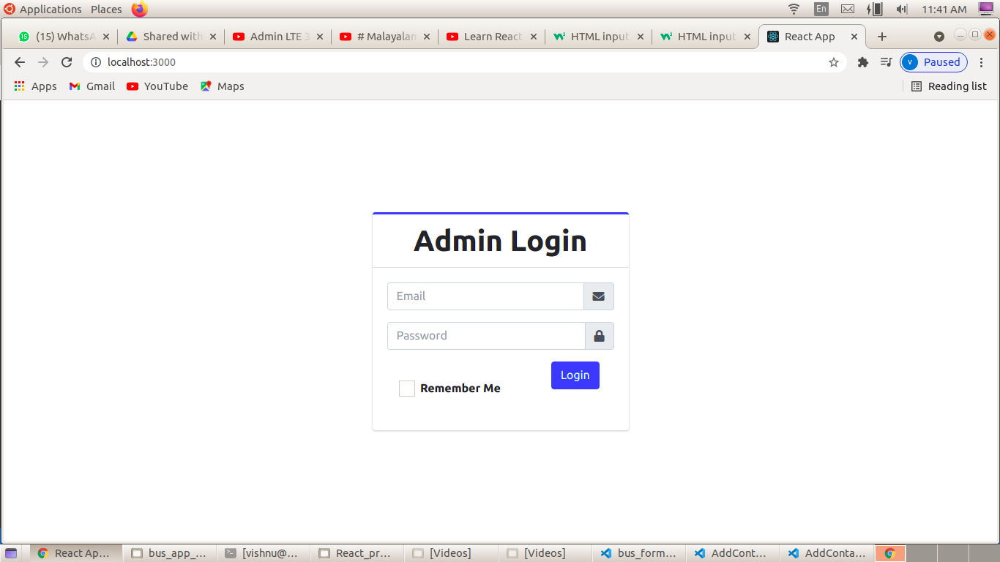 Applications Places En 11:41 AM
15 (15) WhatsA Shared with Admin LTE 3 # Malayalam Learn React HTML input HTML input React App
localhost:3000 V Paused
Apps Gmail YouTube Maps Reading list
Admin Login
Email
Password
Login
Remember Me
React Ap... bus_app_... [vishnu@... React_pr... [Videos] [Videos] bus_form... AddCont... AddConta...